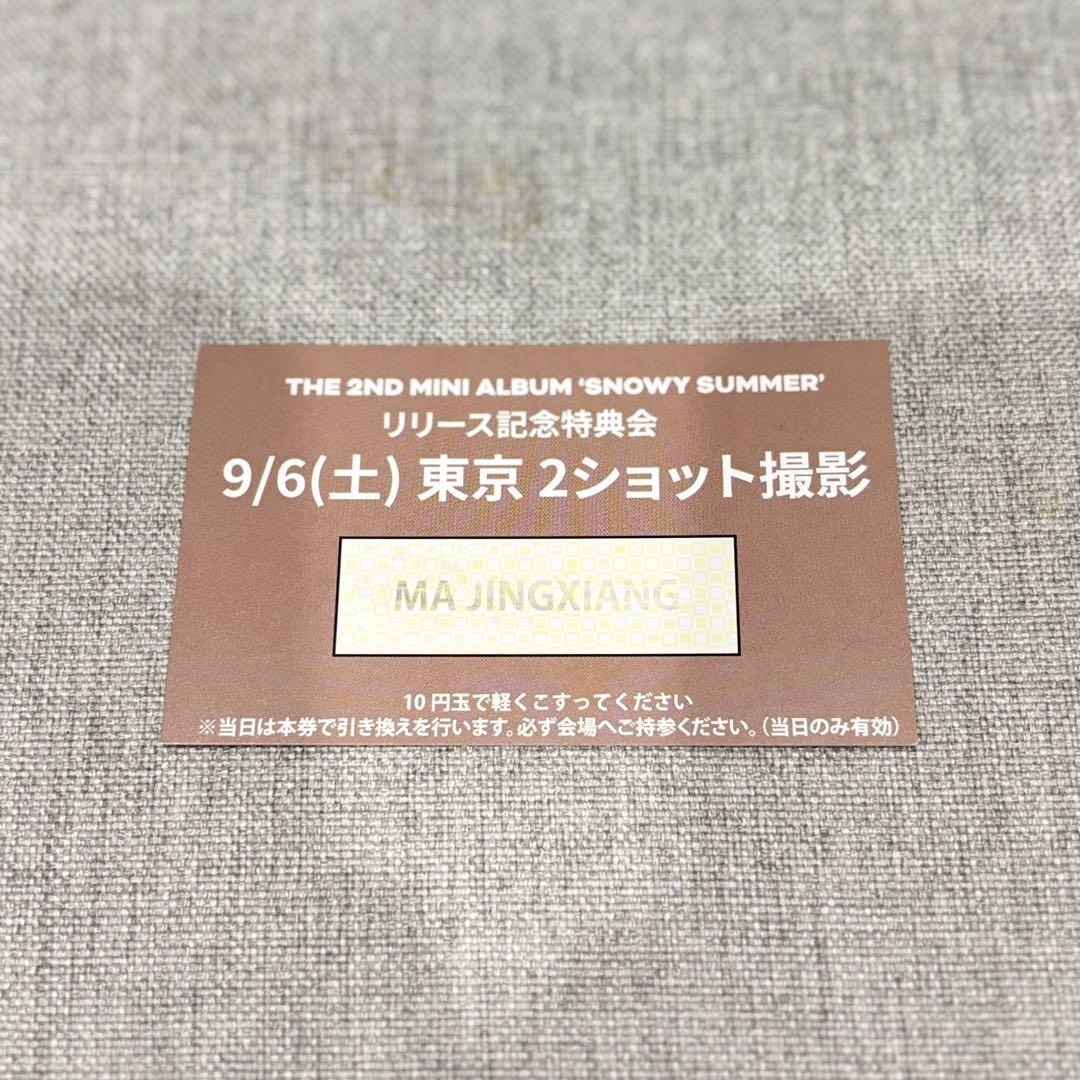 THE 2ND MINI ALBUM ‘SNOWY SUMMER’
リリース記念特典会
9/6(土) 東京 2ショット撮影
MA JINGXIANG
10 円玉で軽くこすってください
※当日は本券で引き換えを行います。必ず会場へご持参ください。（当日のみ有効）